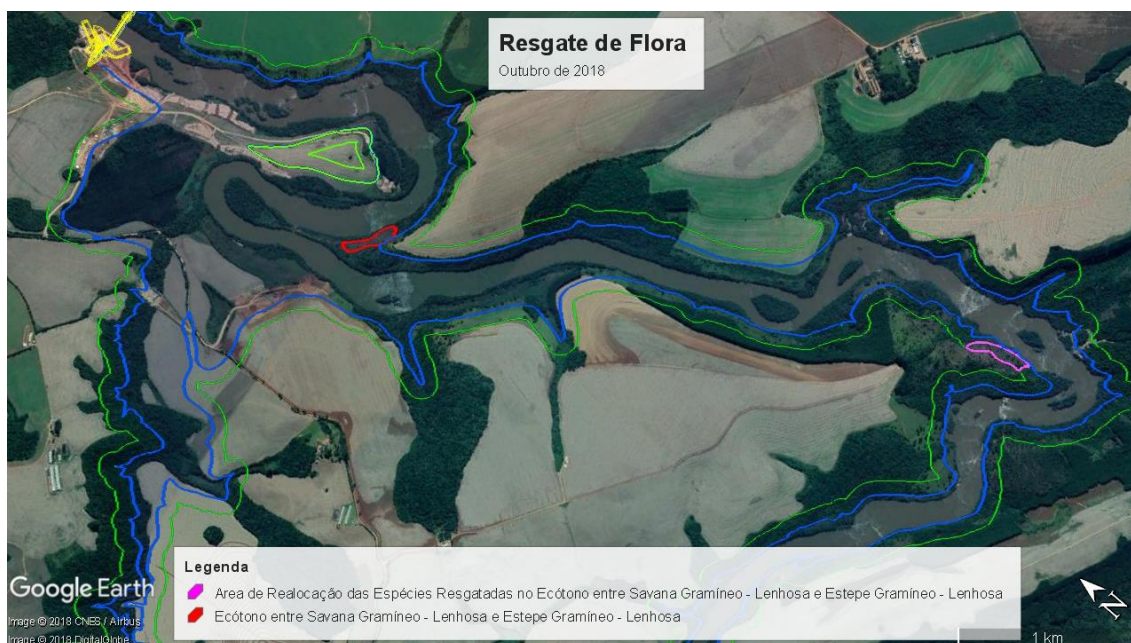 Resgate de Flora
Outubro de 2018
Legenda
Area de Realocação das Espécies Resgatadas no Ecótono entre Savana Gramíneo - Lenhosa e Estepe Gramíneo - Lenhosa
Ecótono entre Savana Gramíneo - Lenhosa e Estepe Gramíneo - Lenhosa
Google Earth
Image © 2018 CNES / Airbus
Image © 2018 DigitalGlobe
N
1 km